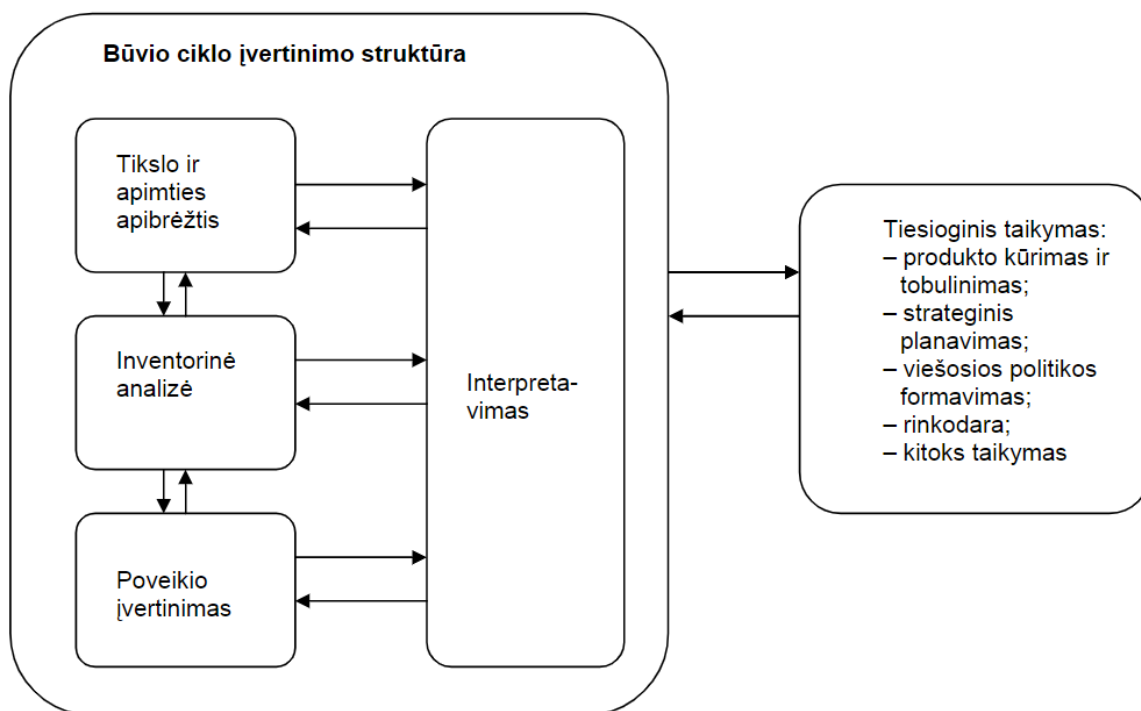 Būvio ciklo įvertinimo struktūra
Tikslo ir
apimties
apibrėžtis
Inventorinė
analizė
Poveikio
įvertinimas
Interpreta-
vimas
Tiesioginis taikymas:
– produkto kūrimas ir
tobulinimas;
– strateginis
planavimas;
– viešosios politikos
formavimas;
– rinkodara;
– kitoks taikymas